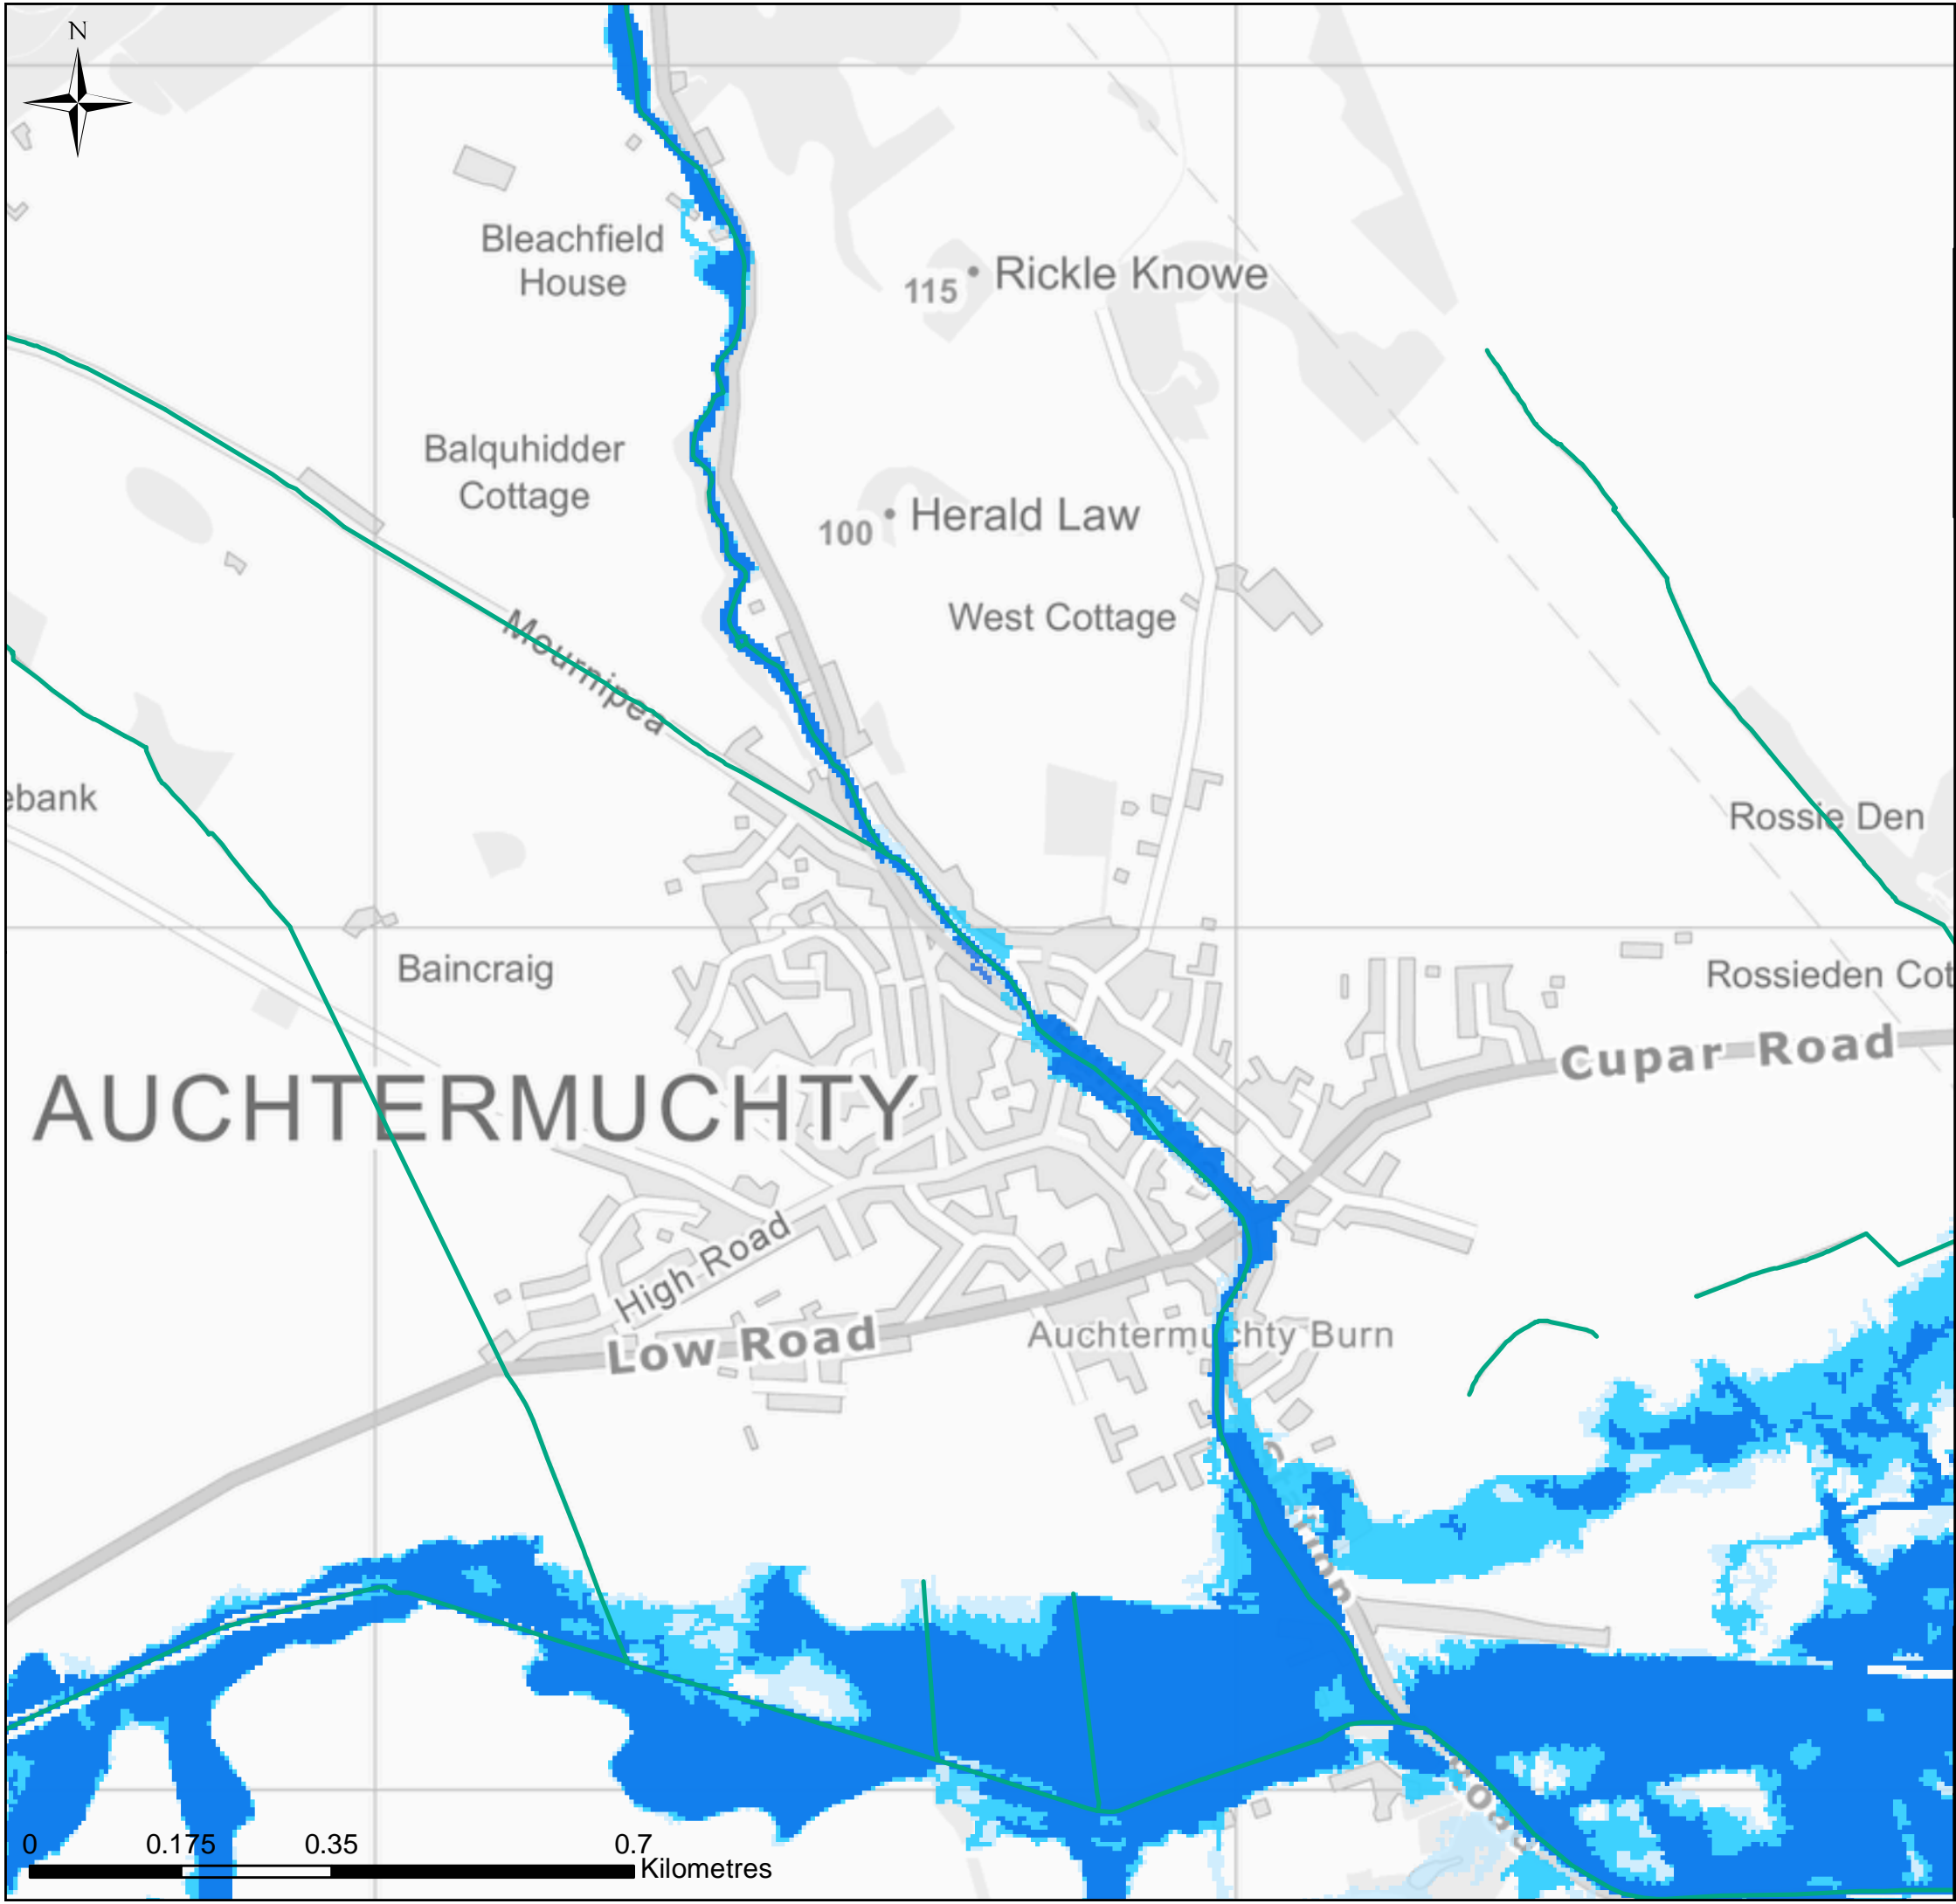 N
Bleachfield
House
115 Rickle Knowe
Balquhidder
Cottage
100 Herald Law
West Cottage
Mournipea
ebank
Rossie Den
Baincraig
Rossieden Cot
Cupar Road
AUCHTERMUCHTY
High Road
Low Road
Auchtermuchty Burn
Road
0 0.175 0.35 0.7
Kilometres